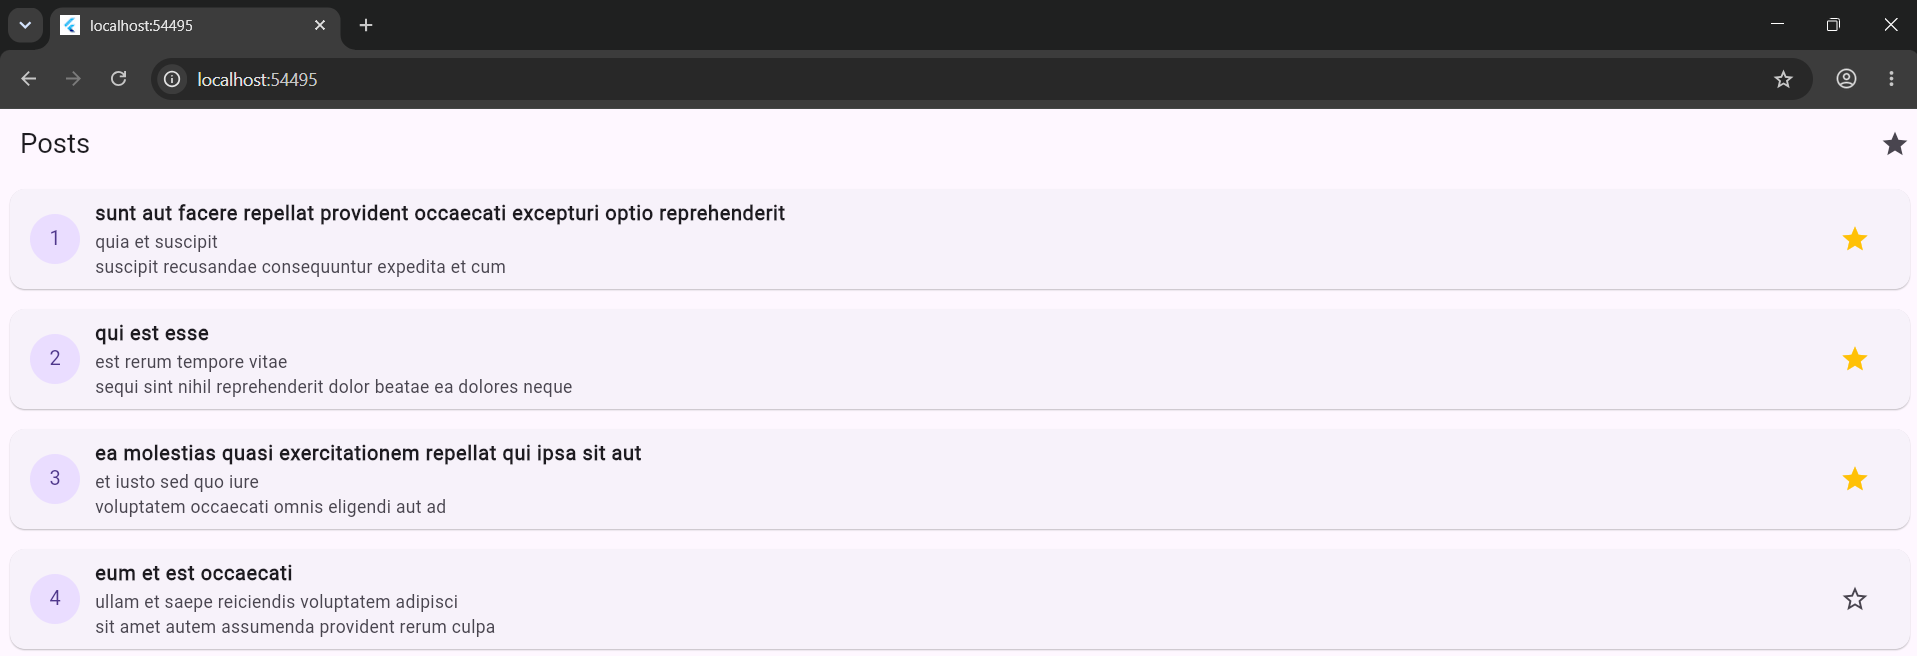 localhost:54495
localhost:54495
Posts
1
sunt aut facere repellat provident occaecati excepturi optio reprehenderit
quia et suscipit
suscipit recusandae consequuntur expedita et cum
2
qui est esse
est rerum tempore vitae
sequi sint nihil reprehenderit dolor beatae ea dolores neque
3
ea molestias quasi exercitationem repellat qui ipsa sit aut
et iusto sed quo iure
voluptatem occaecati omnis eligendi aut ad
4
eum et est occaecati
ullam et saepe reiciendis voluptatem adipisci
sit amet autem assumenda provident rerum culpa